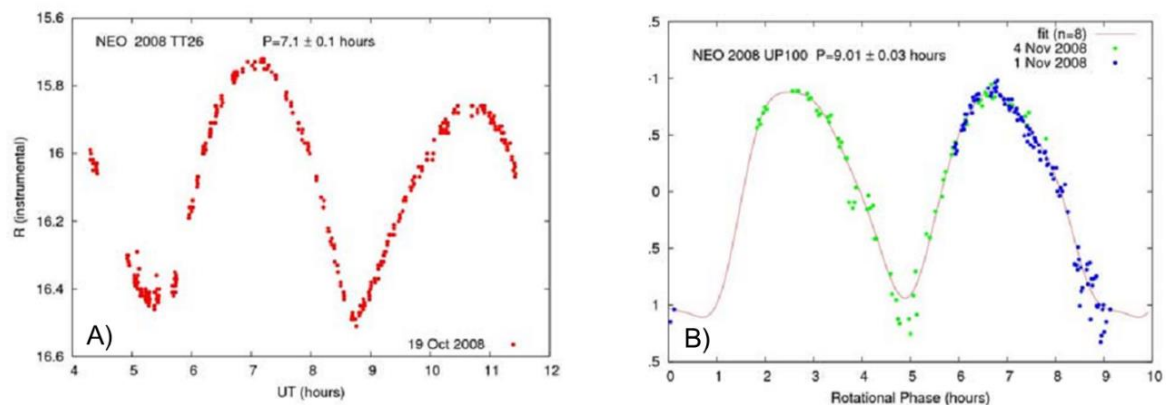 NEO 2008 TT26 P=7.1 ± 0.1 hours
15.6
15.8
16
16.2
16.4
16.6
R (instrumental)
A)
19 Oct 2008
4 5 6 7 8 9 10 11 12
UT (hours)
fit (n=8)
4 Nov 2008
1 Nov 2008
NEO 2008 UP100 P=9.01 ± 0.03 hours
.5
·1
.5
0
.5
1
.5
B)
0 1 2 3 4 5 6 7 8 9 10
Rotational Phase (hours)